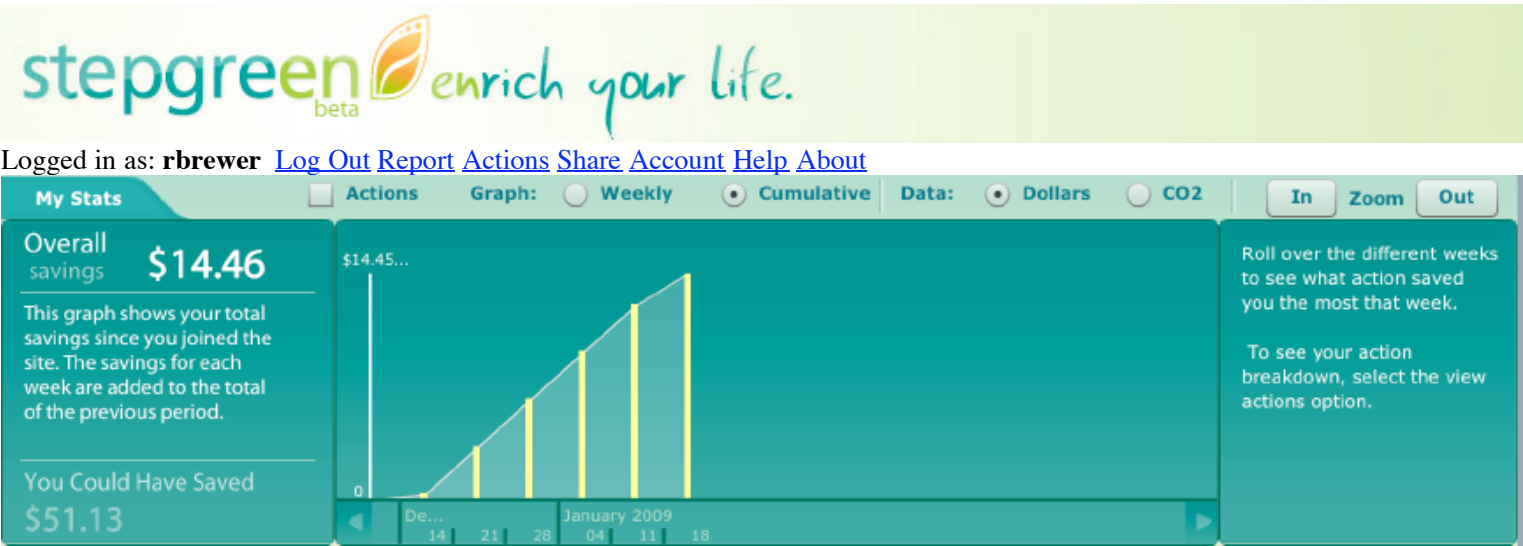 stepgreen beta enrich your life.
Logged in as: rbrewer Log Out Report Actions Share Account Help About
My Stats Actions Graph: Weekly Cumulative Data: Dollars CO2 In Zoom Out
Overall savings $14.46
This graph shows your total
savings since you joined the
site. The savings for each
week are added to the total
of the previous period.
You Could Have Saved
$51.13
$14.45...
0
De... January 2009
14 21 28 04 11 18
Roll over the different weeks
to see what action saved
you the most that week.
To see your action
breakdown, select the view
actions option.